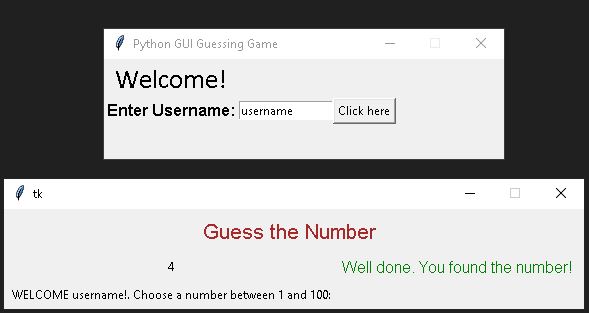 Python GUI Guessing Game
Welcome!
Enter Username: username Click here
tk
Guess the Number
4 Well done. You found the number!
WELCOME username!. Choose a number between 1 and 100: